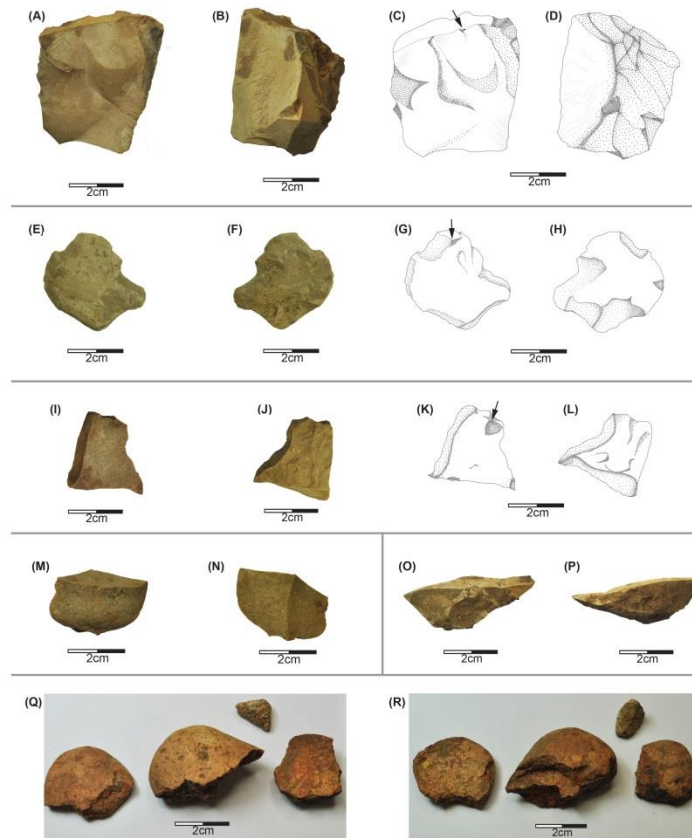 (A) (B) (C) (D)
2cm 2cm 2cm
(E) (F) (G) (H)
2cm 2cm 2cm
(I) (J) (K) (L)
2cm 2cm 2cm
(M) (N) (O) (P)
2cm 2cm 2cm 2cm
(Q) (R)
2cm 2cm